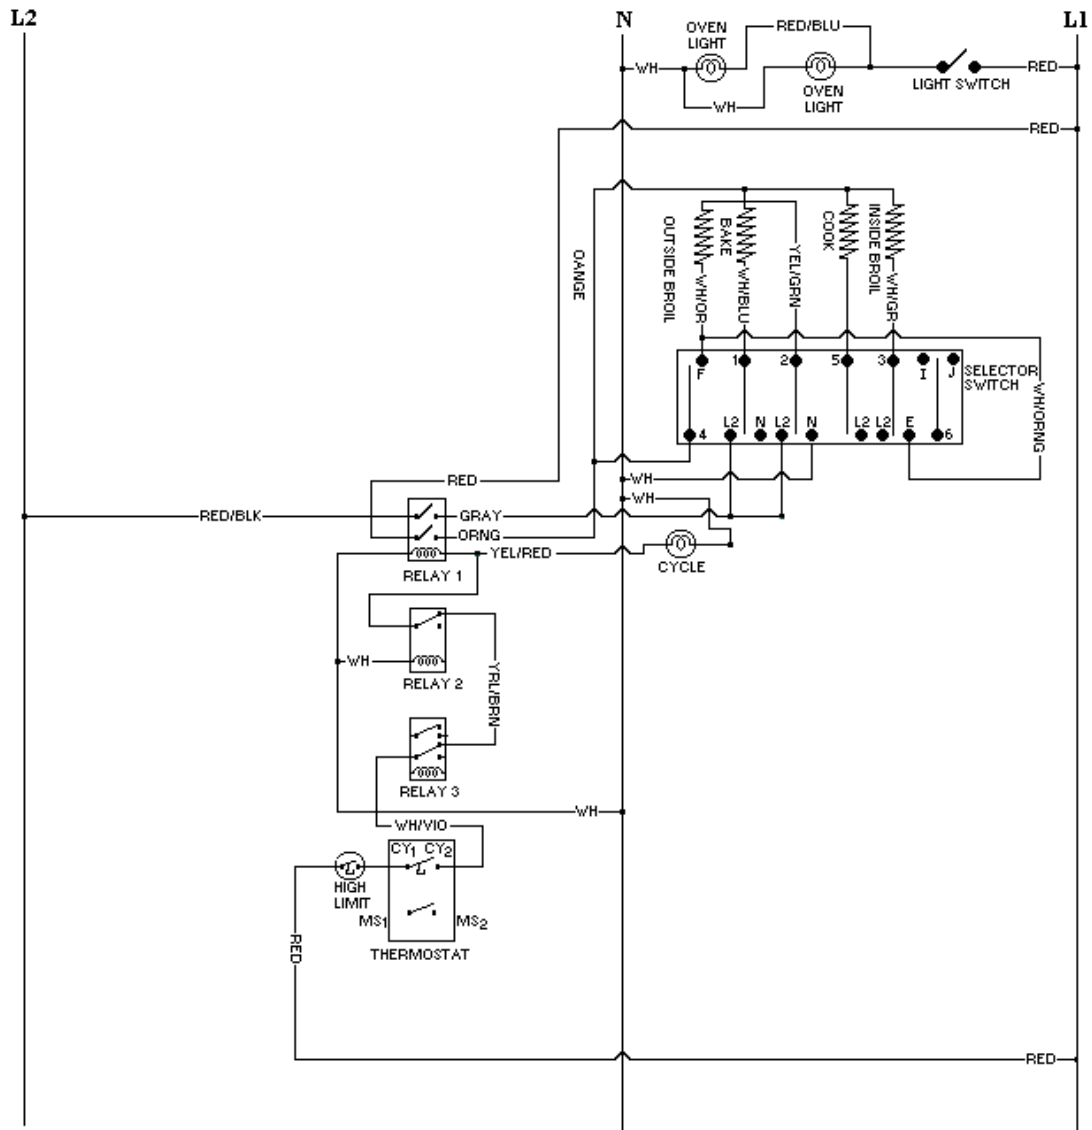 L2
N
L1
OVEN
LIGHT
RED/BLU
WH
RED
LIGHT SWITCH
WH
OVEN
LIGHT
RED
OANGE
OUTSIDE BROIL
BAKE
COOK
INSIDE BROIL
WH/OR
WH/BLU
YEL/GRN
WH/GR
F
1
2
5
3
I
J
SELECTOR
SWITCH
4
L2
N
L2
N
L2
L2
E
6
WH/ORNG
RED
WH
WH
RED/BLK
GRAY
ORNG
YEL/RED
CYCLE
RELAY 1
WH
RELAY 2
YRL/BRN
RELAY 3
WH
WH/VIO
CY1 CY2
HIGH
LIMIT
MS1
MS2
THERMOSTAT
RED
RED